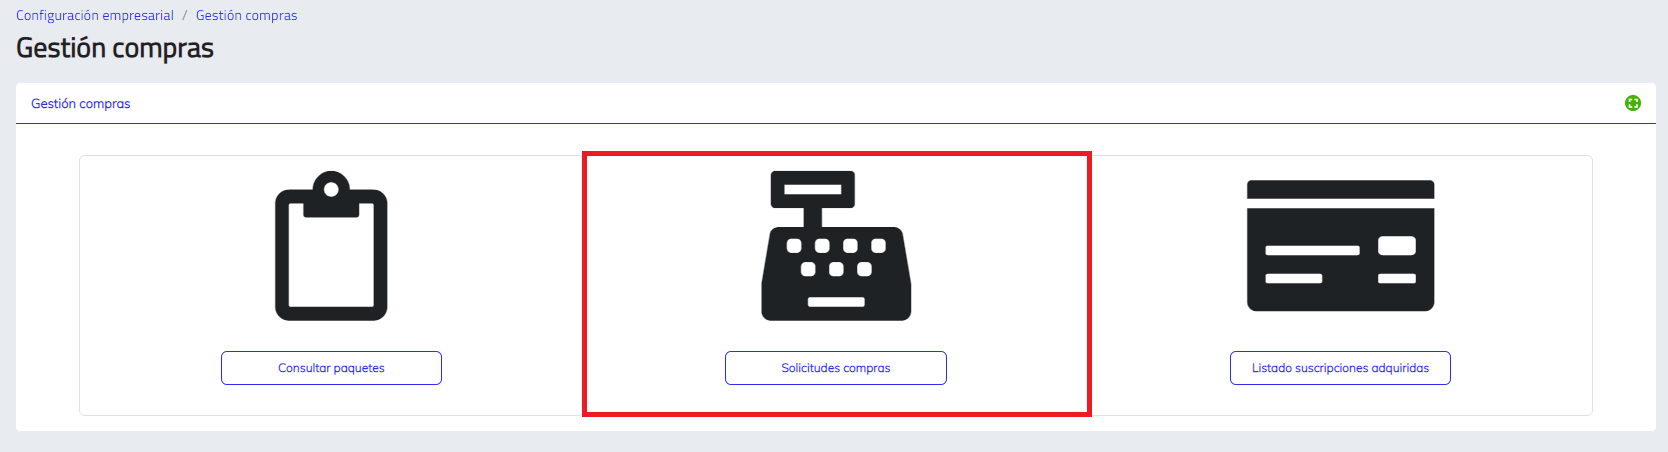 Configuración empresarial / Gestión compras
Gestión compras
Gestión compras
Consultar paquetes
Solicitudes compras
Listado suscripciones adquiridas